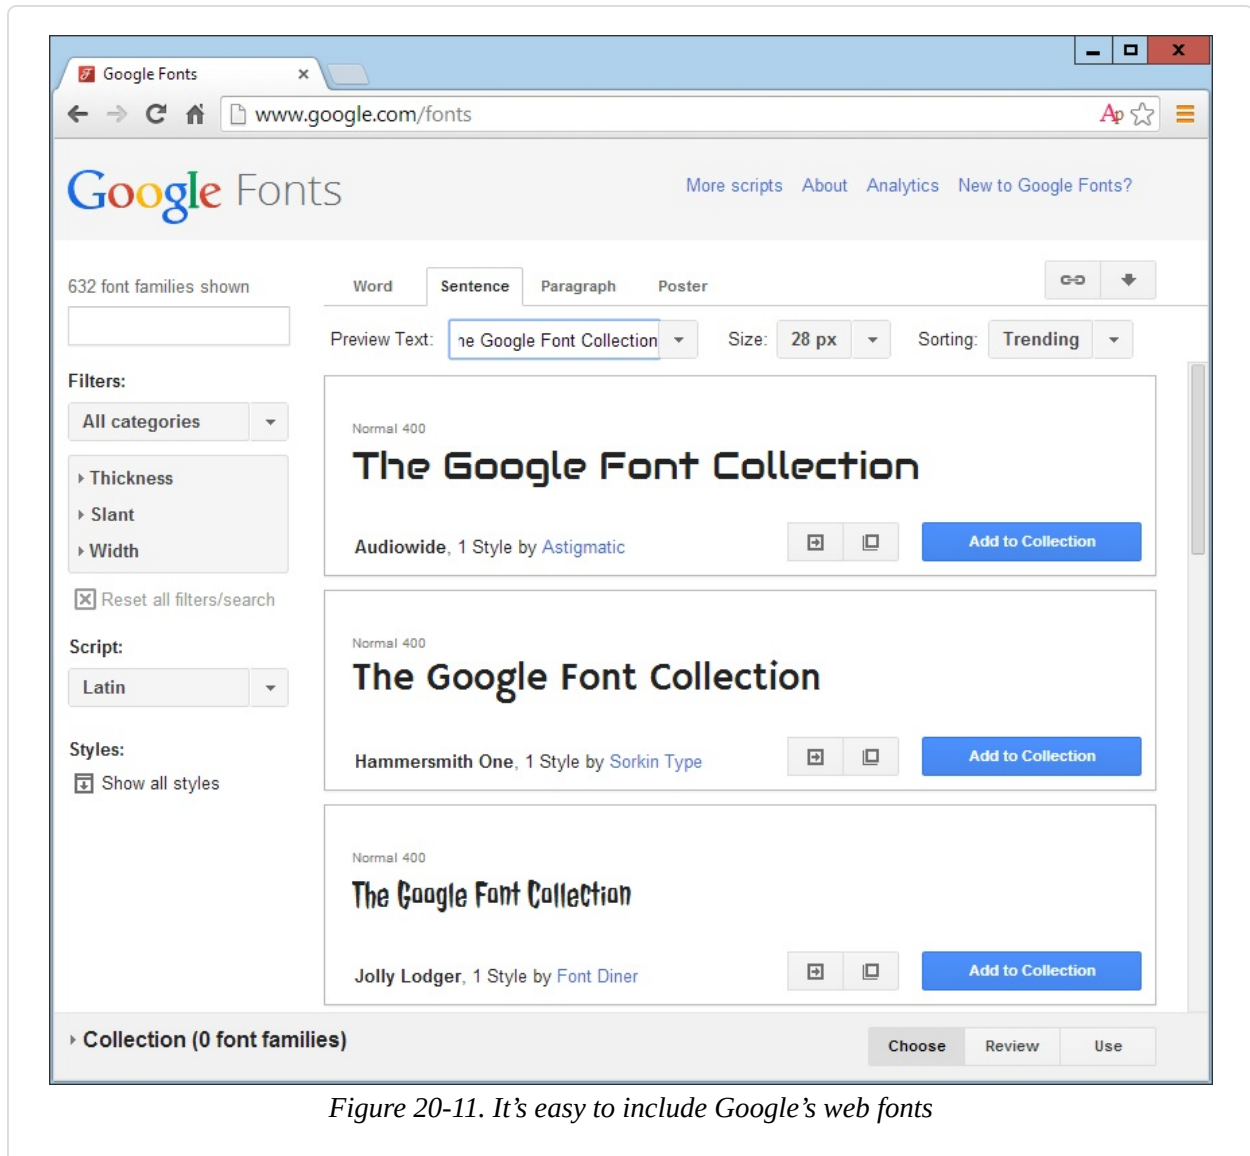 Google Fonts
www.google.com/fonts
Google Fonts
More scripts About Analytics New to Google Fonts?
632 font families shown
Word Sentence Paragraph Poster
Preview Text: he Google Font Collection Size: 28 px Sorting: Trending
Filters:
All categories
Thickness
Slant
Width
Reset all filters/search
Script:
Latin
Styles:
Show all styles
Normal 400
The Google Font Collection
Audiowide, 1 Style by Astigmatic
Add to Collection
Normal 400
The Google Font Collection
Hammersmith One, 1 Style by Sorkin Type
Add to Collection
Normal 400
The Google Font Collection
Jolly Lodger, 1 Style by Font Diner
Add to Collection
Collection (0 font families)
Choose Review Use
Figure 20-11. It’s easy to include Google’s web fonts